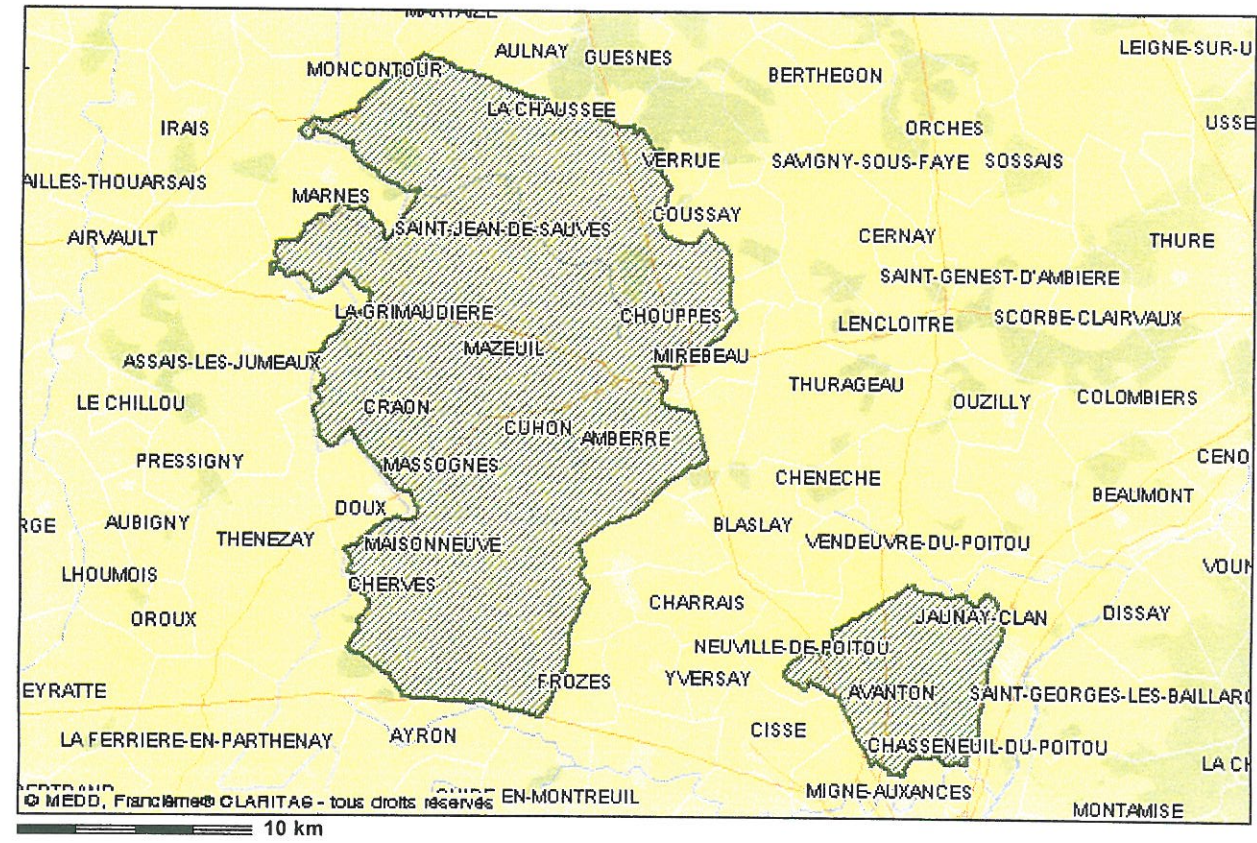 MARTAIZE
AULNAY
GUESNES
LEIGNE-SUR-U
MONCONTOUR
BERTHEGON
LA CHAUSSEE
IRAIS
ORCHES
USSE
VERRUE
SAVIGNY-SOUS-FAYE
SOSSAIS
AILLES-THOUARSAIS
MARNES
COUSSAY
AIRVAULT
SAINT-JEAN-DE-SAUVES
CERNAY
THURE
SAINT-GENEST-D'AMBIERE
LA-GRIMAUDIERE
CHOUPPES
LENCLOITRE
SCORBE-CLAIRVAUX
MAZEUIL
MIREBEAU
ASSAIS-LES-JUMEAUX
THURAGEAU
LE CHILLOU
CRAON
OUZILLY
COLOMBIERS
CUHON
AMBERRE
PRESSIGNY
MASSOGNES
CENO
CHENECHE
BEAUMONT
DOUX
RGE
AUBIGNY
THENEZAY
BLASLAY
MAISONNEUVE
VENDEUVRE-DU-POITOU
LHOUMOIS
CHERVES
VOUN
CHARRAIS
OROUX
JAUNAY-CLAN
DISSAY
NEUVILLE-DE-POITOU
EYRATTE
FROZES
YVERSAY
AVANTON
SAINT-GEORGES-LES-BAILLARG
LA FERRIERE-EN-PARTHENAY
AYRON
CISSE
CHASSENEUIL-DU-POITOU
LA CH
MIGNE-AUXANCES
EN-MONTREUIL
MONTAMISE
© MEDD, Francième® CLARITAS - tous droits réservés
10 km